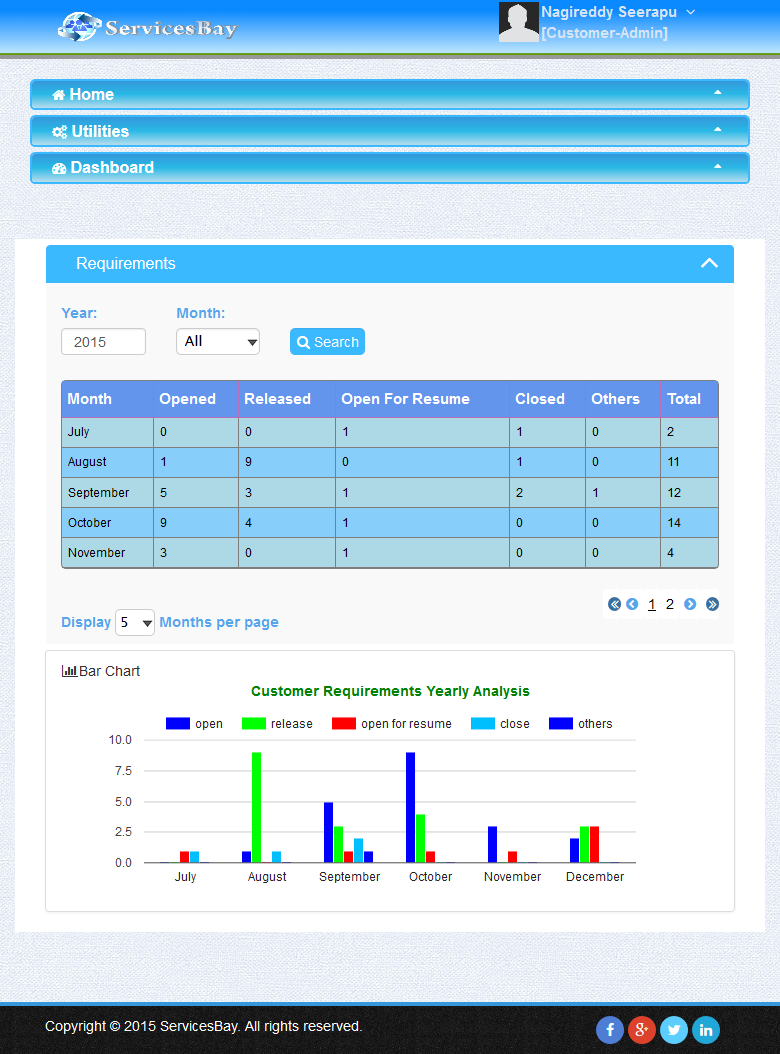 ServicesBay
Nagireddy Seerapu
[Customer-Admin]
Home
Utilities
Dashboard
Requirements
Year: Month:
2015 All Search
Month Opened Released Open For Resume Closed Others Total
July 0 0 1 1 0 2
August 1 9 0 1 0 11
September 5 3 1 2 1 12
October 9 4 1 0 0 14
November 3 0 1 0 0 4
1 2
Display 5 Months per page
Bar Chart
Customer Requirements Yearly Analysis
open release open for resume close others
10.0
7.5
5.0
2.5
0.0
July August September October November December
Copyright © 2015 ServicesBay. All rights reserved.